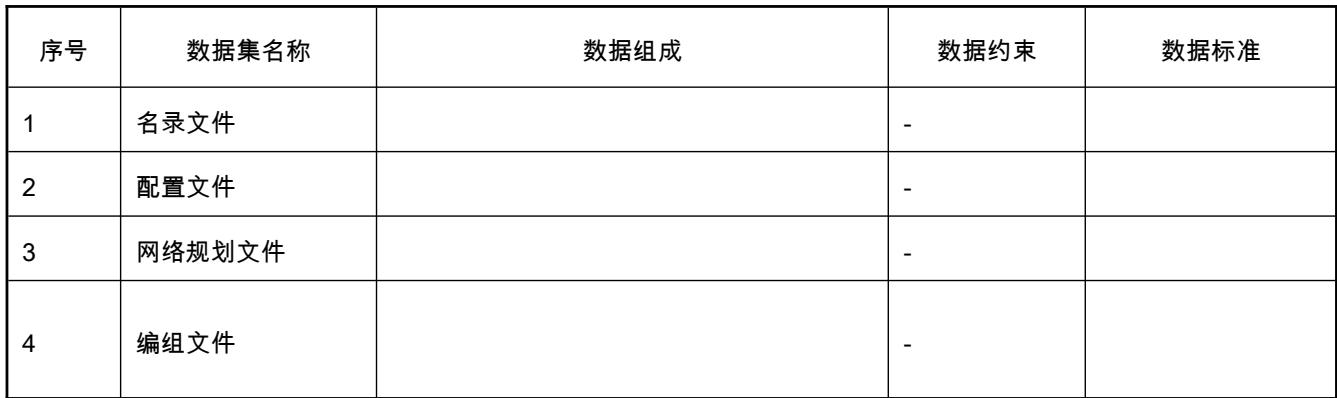 序号 数据集名称 数据组成 数据约束 数据标准
1 名录文件 -
2 配置文件 -
3 网络规划文件 -
4 编组文件 -